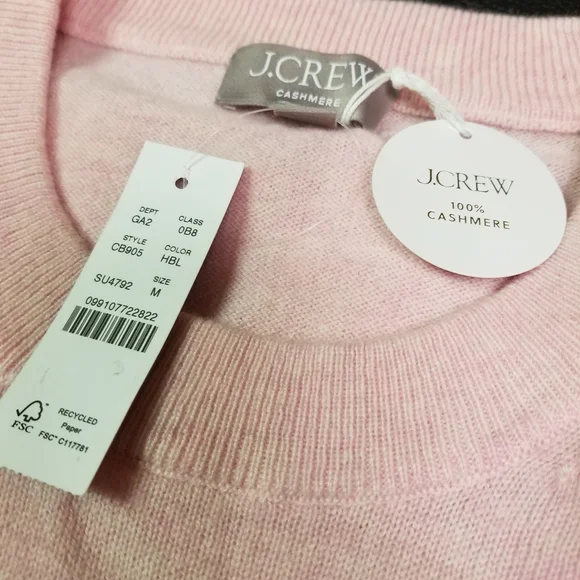 J.CREW
CASHMERE
J.CREW
100%
CASHMERE
DEPT CLASS
GA2 0B8
STYLE COLOR
CB905 HBL
SU4792 SIZE
M
099107722822
FSC
RECYCLED
Paper
FSC® C117781